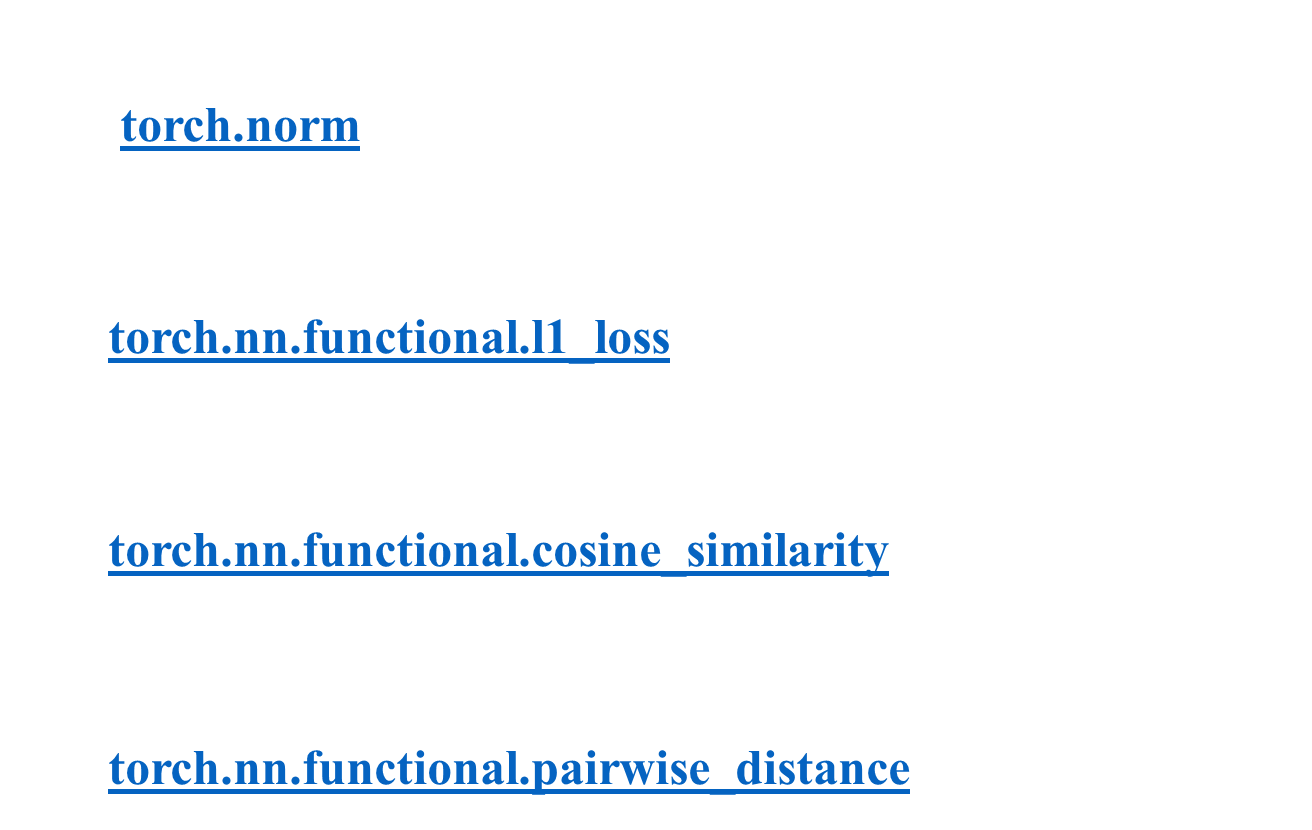 torch.norm
torch.nn.functional.l1_loss
torch.nn.functional.cosine_similarity
torch.nn.functional.pairwise_distance